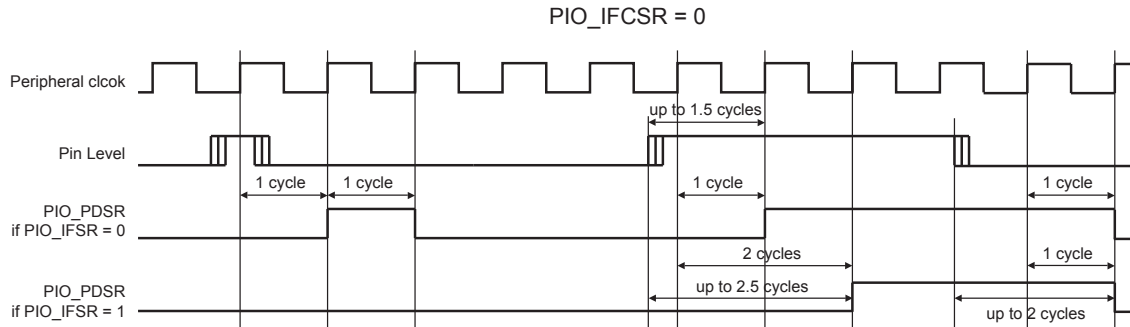 PIO_IFCSR = 0
Peripheral clcok
up to 1.5 cycles
Pin Level
1 cycle
1 cycle
1 cycle
1 cycle
PIO_PDSR
if PIO_IFSR = 0
2 cycles
1 cycle
PIO_PDSR
if PIO_IFSR = 1
up to 2.5 cycles
up to 2 cycles